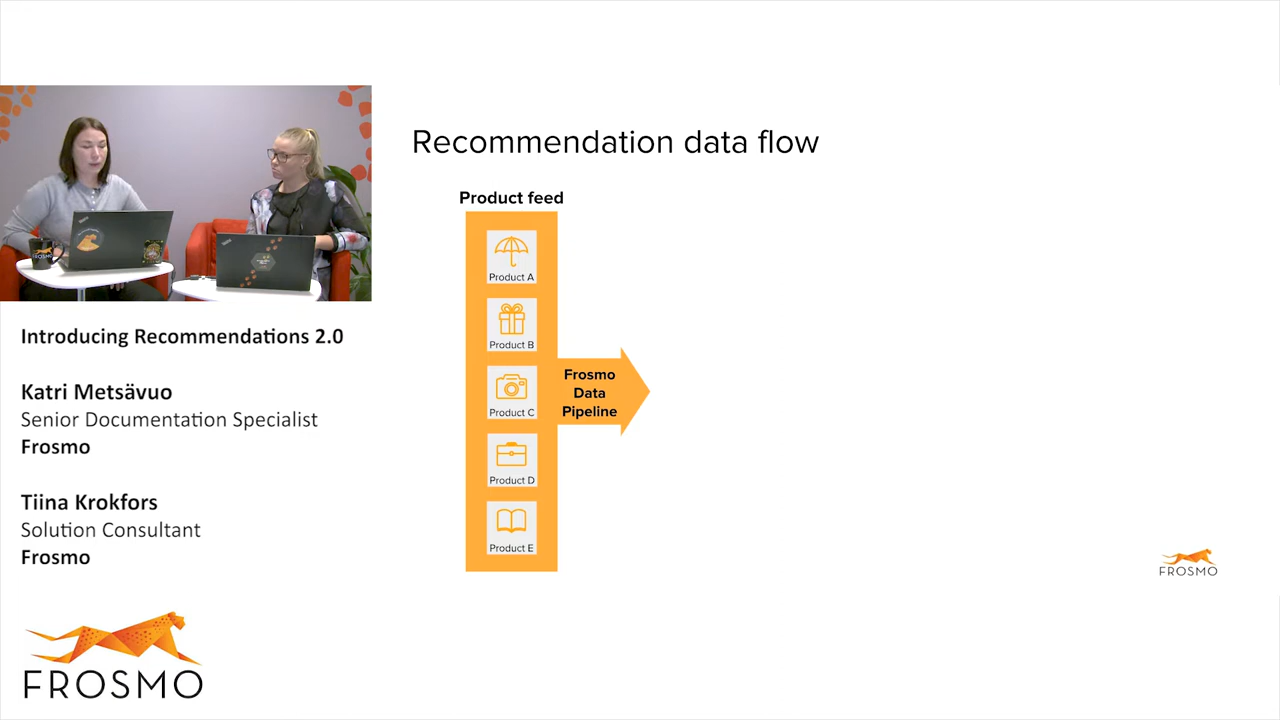 Recommendation data flow
Product feed
Product A
Product B
Product C
Product D
Product E
Frosmo
Data
Pipeline
FROSMO
FROSMO
Introducing Recommendations 2.0
Katri Metsävuo
Senior Documentation Specialist
Frosmo
Tiina Krokfors
Solution Consultant
Frosmo
FROSMO